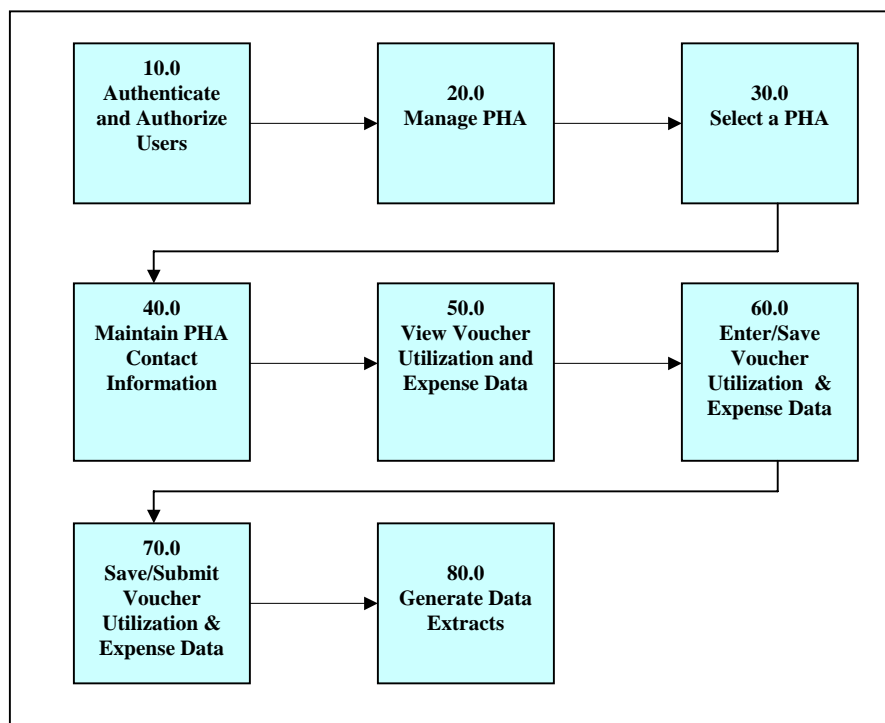 10.0
Authenticate
and Authorize
Users
20.0
Manage PHA
30.0
Select a PHA
40.0
Maintain PHA
Contact
Information
50.0
View Voucher
Utilization and
Expense Data
60.0
Enter/Save
Voucher
Utilization &
Expense Data
70.0
Save/Submit
Voucher
Utilization &
Expense Data
80.0
Generate Data
Extracts